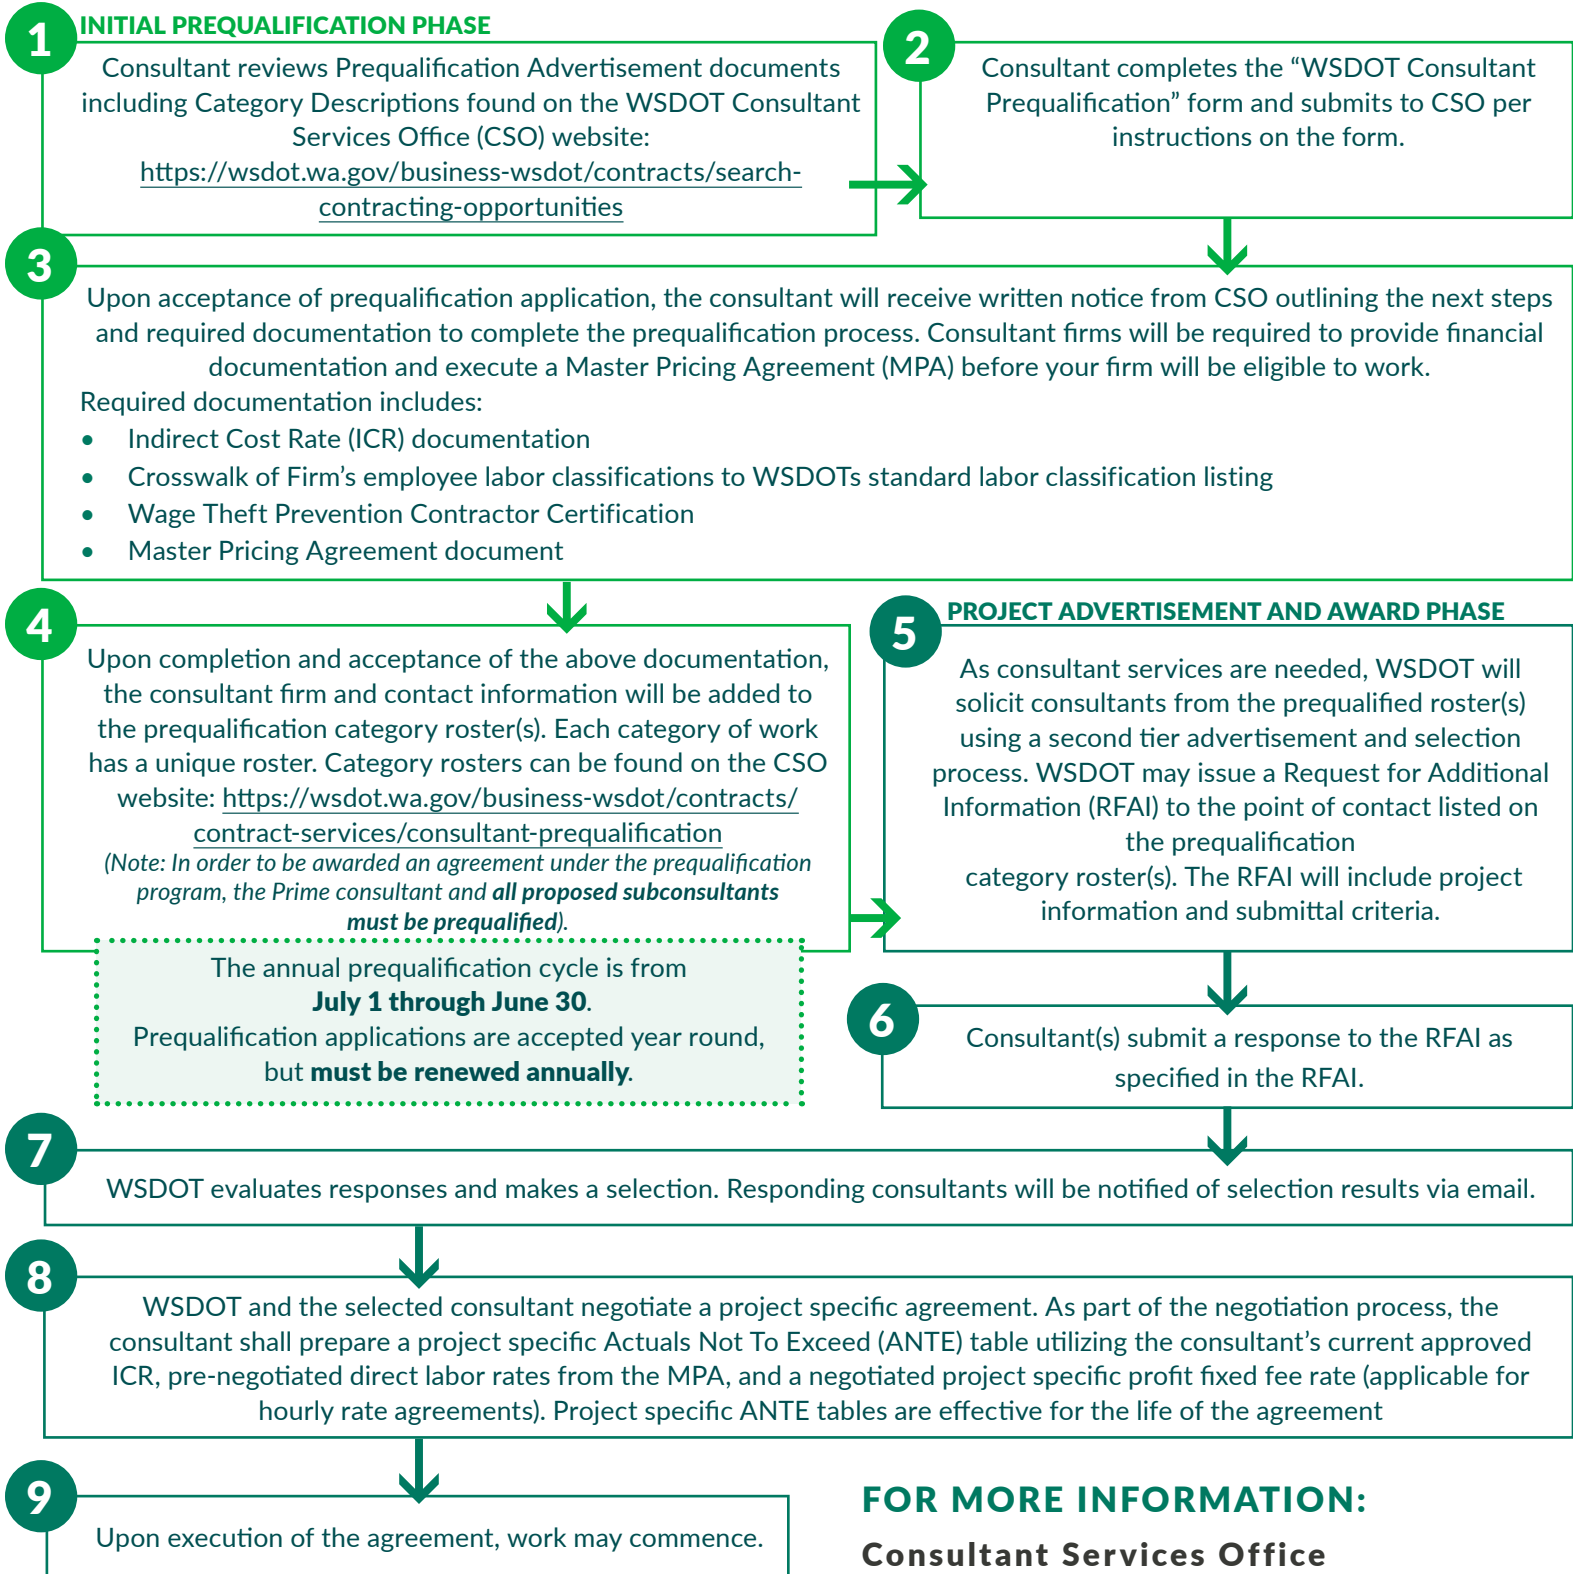 1
INITIAL PREQUALIFICATION PHASE
Consultant reviews Prequalification Advertisement documents
including Category Descriptions found on the WSDOT Consultant
Services Office (CSO) website:
https://wsdot.wa.gov/business-wsdot/contracts/search-
contracting-opportunities
2
Consultant completes the “WSDOT Consultant
Prequalification” form and submits to CSO per
instructions on the form.
3
Upon acceptance of prequalification application, the consultant will receive written notice from CSO outlining the next steps
and required documentation to complete the prequalification process. Consultant firms will be required to provide financial
documentation and execute a Master Pricing Agreement (MPA) before your firm will be eligible to work.
Required documentation includes:
• Indirect Cost Rate (ICR) documentation
• Crosswalk of Firm’s employee labor classifications to WSDOTs standard labor classification listing
• Wage Theft Prevention Contractor Certification
• Master Pricing Agreement document
4
Upon completion and acceptance of the above documentation,
the consultant firm and contact information will be added to
the prequalification category roster(s). Each category of work
has a unique roster. Category rosters can be found on the CSO
website: https://wsdot.wa.gov/business-wsdot/contracts/
contract-services/consultant-prequalification
(Note: In order to be awarded an agreement under the prequalification
program, the Prime consultant and all proposed subconsultants
must be prequalified).
The annual prequalification cycle is from
July 1 through June 30.
Prequalification applications are accepted year round,
but must be renewed annually.
5
PROJECT ADVERTISEMENT AND AWARD PHASE
As consultant services are needed, WSDOT will
solicit consultants from the prequalified roster(s)
using a second tier advertisement and selection
process. WSDOT may issue a Request for Additional
Information (RFAI) to the point of contact listed on
the prequalification
category roster(s). The RFAI will include project
information and submittal criteria.
6
Consultant(s) submit a response to the RFAI as
specified in the RFAI.
7
WSDOT evaluates responses and makes a selection. Responding consultants will be notified of selection results via email.
8
WSDOT and the selected consultant negotiate a project specific agreement. As part of the negotiation process, the
consultant shall prepare a project specific Actuals Not To Exceed (ANTE) table utilizing the consultant’s current approved
ICR, pre-negotiated direct labor rates from the MPA, and a negotiated project specific profit fixed fee rate (applicable for
hourly rate agreements). Project specific ANTE tables are effective for the life of the agreement
9
Upon execution of the agreement, work may commence.
FOR MORE INFORMATION:
Consultant Services Office